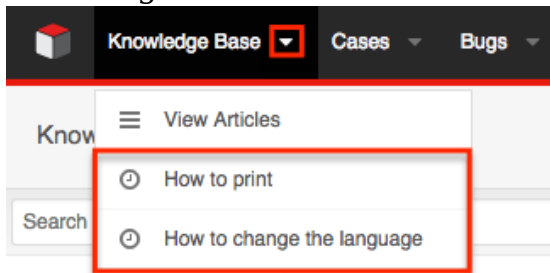 Knowledge Base Cases Bugs
View Articles
Know
How to print
Search
How to change the language